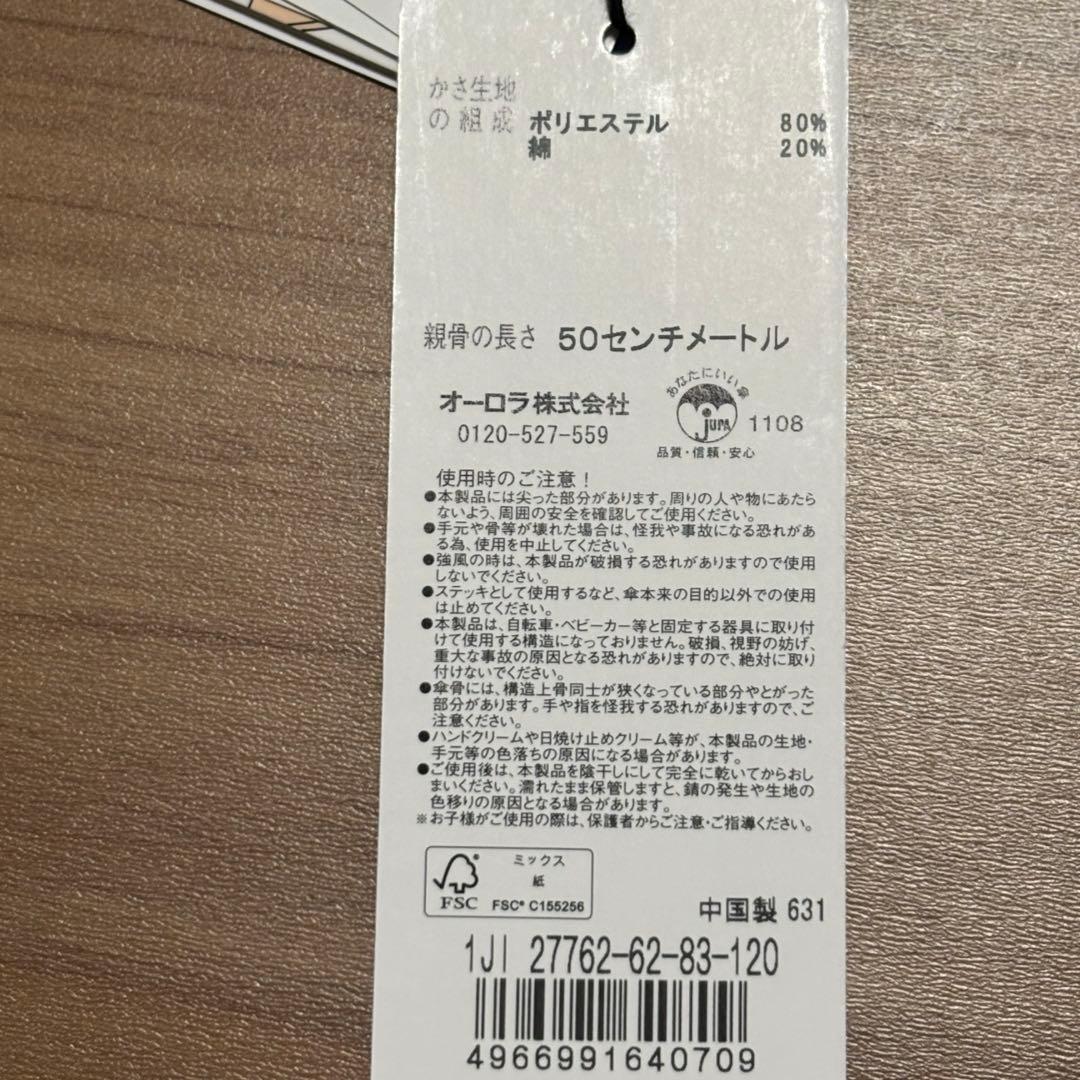 かさ生地
の組成 ポリエステル 80%
綿 20%
親骨の長さ 50センチメートル
オーロラ株式会社
0120-527-559
あなたにいい傘
jupa
1108
品質・信頼・安心
使用時のご注意！
●本製品には尖った部分があります。周りの人や物にあたら
ないよう、周囲の安全を確認してご使用ください。
●手元や骨等が壊れた場合は、怪我や事故になる恐れがあ
る為、使用を中止してください。
●強風の時は、本製品が破損する恐れがありますので使用
しないでください。
●ステッキとして使用するなど、傘本来の目的以外での使用
は止めてください。
●本製品は、自転車・ベビーカー等と固定する器具に取り付
けて使用する構造になっておりません。破損、視野の妨げ、
重大な事故の原因となる恐れがありますので、絶対に取り
付けないでください。
●傘骨には、構造上骨同士が狭くなっている部分やとがった
部分があります。手や指を怪我する恐れがありますので、ご
注意ください。
●ハンドクリームや日焼け止めクリーム等が、本製品の生地・
手元等の色落ちの原因になる場合があります。
●ご使用後は、本製品を陰干しにして完全に乾いてからおし
まいください。濡れたまま保管しますと、錆の発生や生地の
色移りの原因となる場合があります。
※お子様がご使用の際は、保護者からご注意・ご指導ください。
ミックス
紙
FSC FSC® C155256
中国製 631
1JI 27762-62-83-120
4966991640709